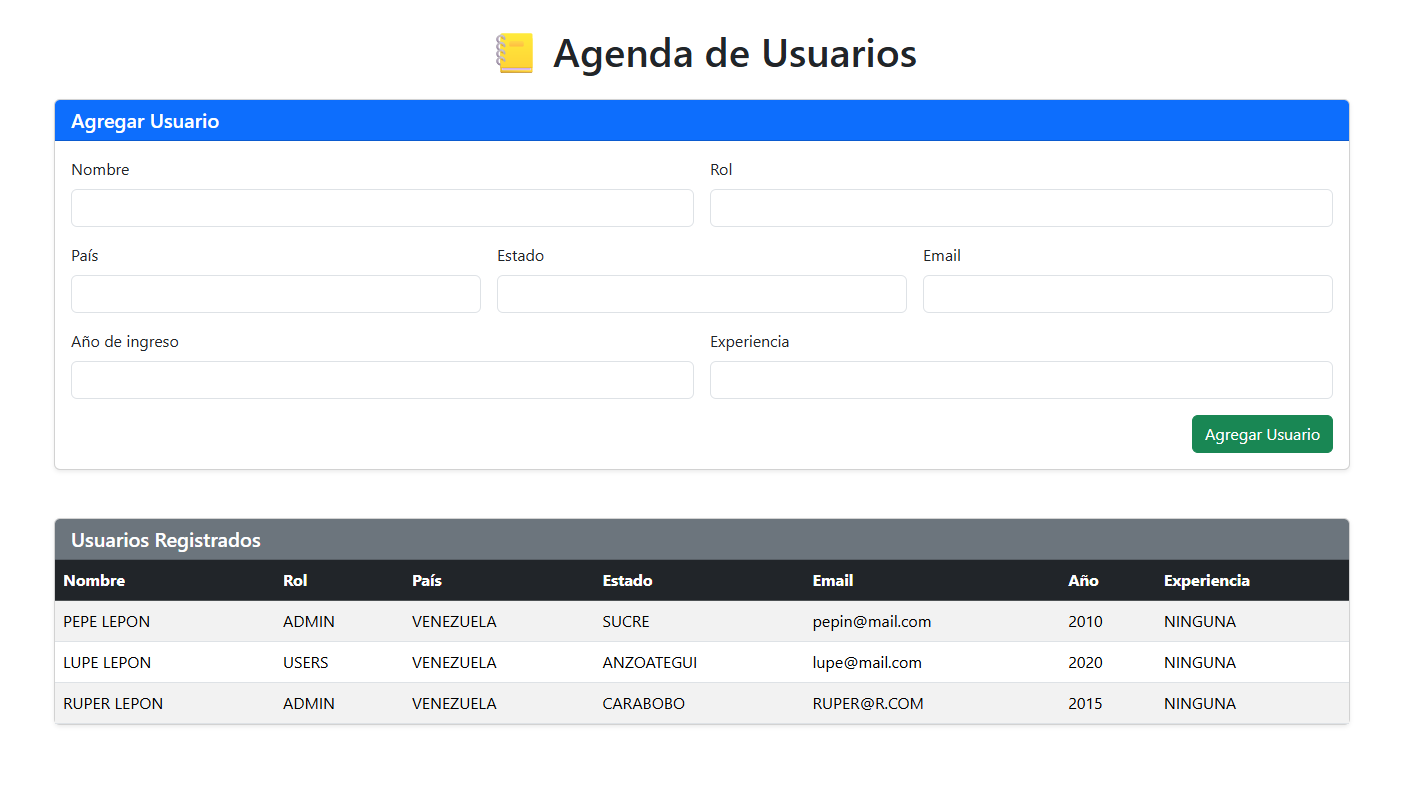 Agenda de Usuarios
Agregar Usuario
Nombre Rol
País Estado Email
Año de ingreso Experiencia
Agregar Usuario
Usuarios Registrados
Nombre Rol País Estado Email Año Experiencia
PEPE LEPON ADMIN VENEZUELA SUCRE pepin@mail.com 2010 NINGUNA
LUPE LEPON USERS VENEZUELA ANZOATEGUI lupe@mail.com 2020 NINGUNA
RUPER LEPON ADMIN VENEZUELA CARABOBO RUPER@R.COM 2015 NINGUNA